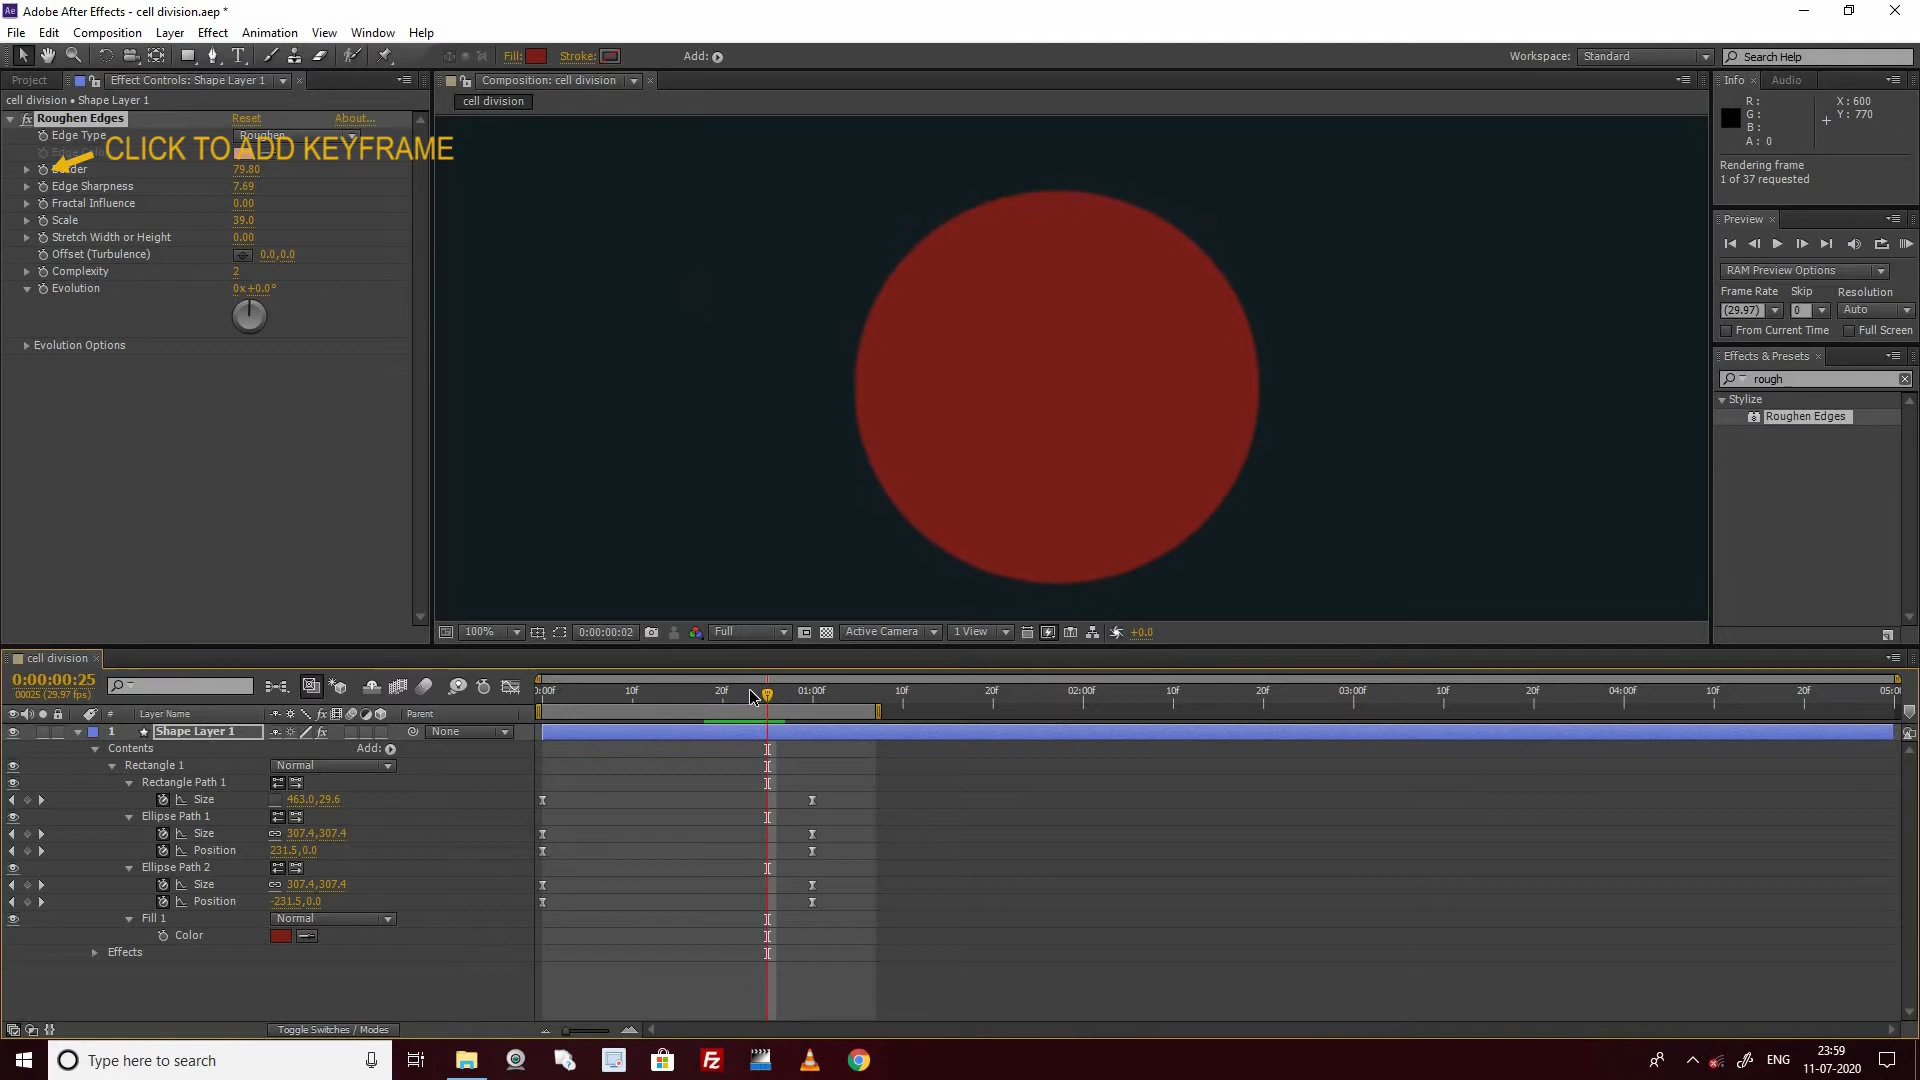 Ae Adobe After Effects - cell division.aep *
File Edit Composition Layer Effect Animation View Window Help
Fill: Stroke: Add: Workspace: Standard Search Help
Project Effect Controls: Shape Layer 1 Composition: cell division Info Audio
cell division • Shape Layer 1 cell division
Roughen Edges Reset About...
Edge Type Roughen
CLICK TO ADD KEYFRAME
79.80
Edge Sharpness 7.69
Fractal Influence 0.00
Scale 39.0
Stretch Width or Height 0.00
Offset (Turbulence) 0.0,0.0
Complexity 2
Evolution 0x+0.0°
Evolution Options
R: X: 600
G: Y: 770
B:
A: 0
Rendering frame
1 of 37 requested
Preview
RAM Preview Options
Frame Rate Skip Resolution
(29.97) 0 Auto
From Current Time Full Screen
Effects & Presets
rough
Stylize
Roughen Edges
100% 0:00:00:02 Full Active Camera 1 View +0.0
cell division
0:00:00:25
00025 (29.97 fps)
0:00f 10f 20f 01:00f 10f 20f 02:00f 10f 20f 03:00f 10f 20f 04:00f 10f 20f 05:0
# Layer Name fx Parent
1 Shape Layer 1 fx None
Contents Add:
Rectangle 1 Normal
Rectangle Path 1
Size 463.0,29.6
Ellipse Path 1
Size 307.4,307.4
Position 231.5,0.0
Ellipse Path 2
Size 307.4,307.4
Position -231.5,0.0
Fill 1 Normal
Color
Effects
Toggle Switches / Modes
Type here to search
ENG
23:59
11-07-2020